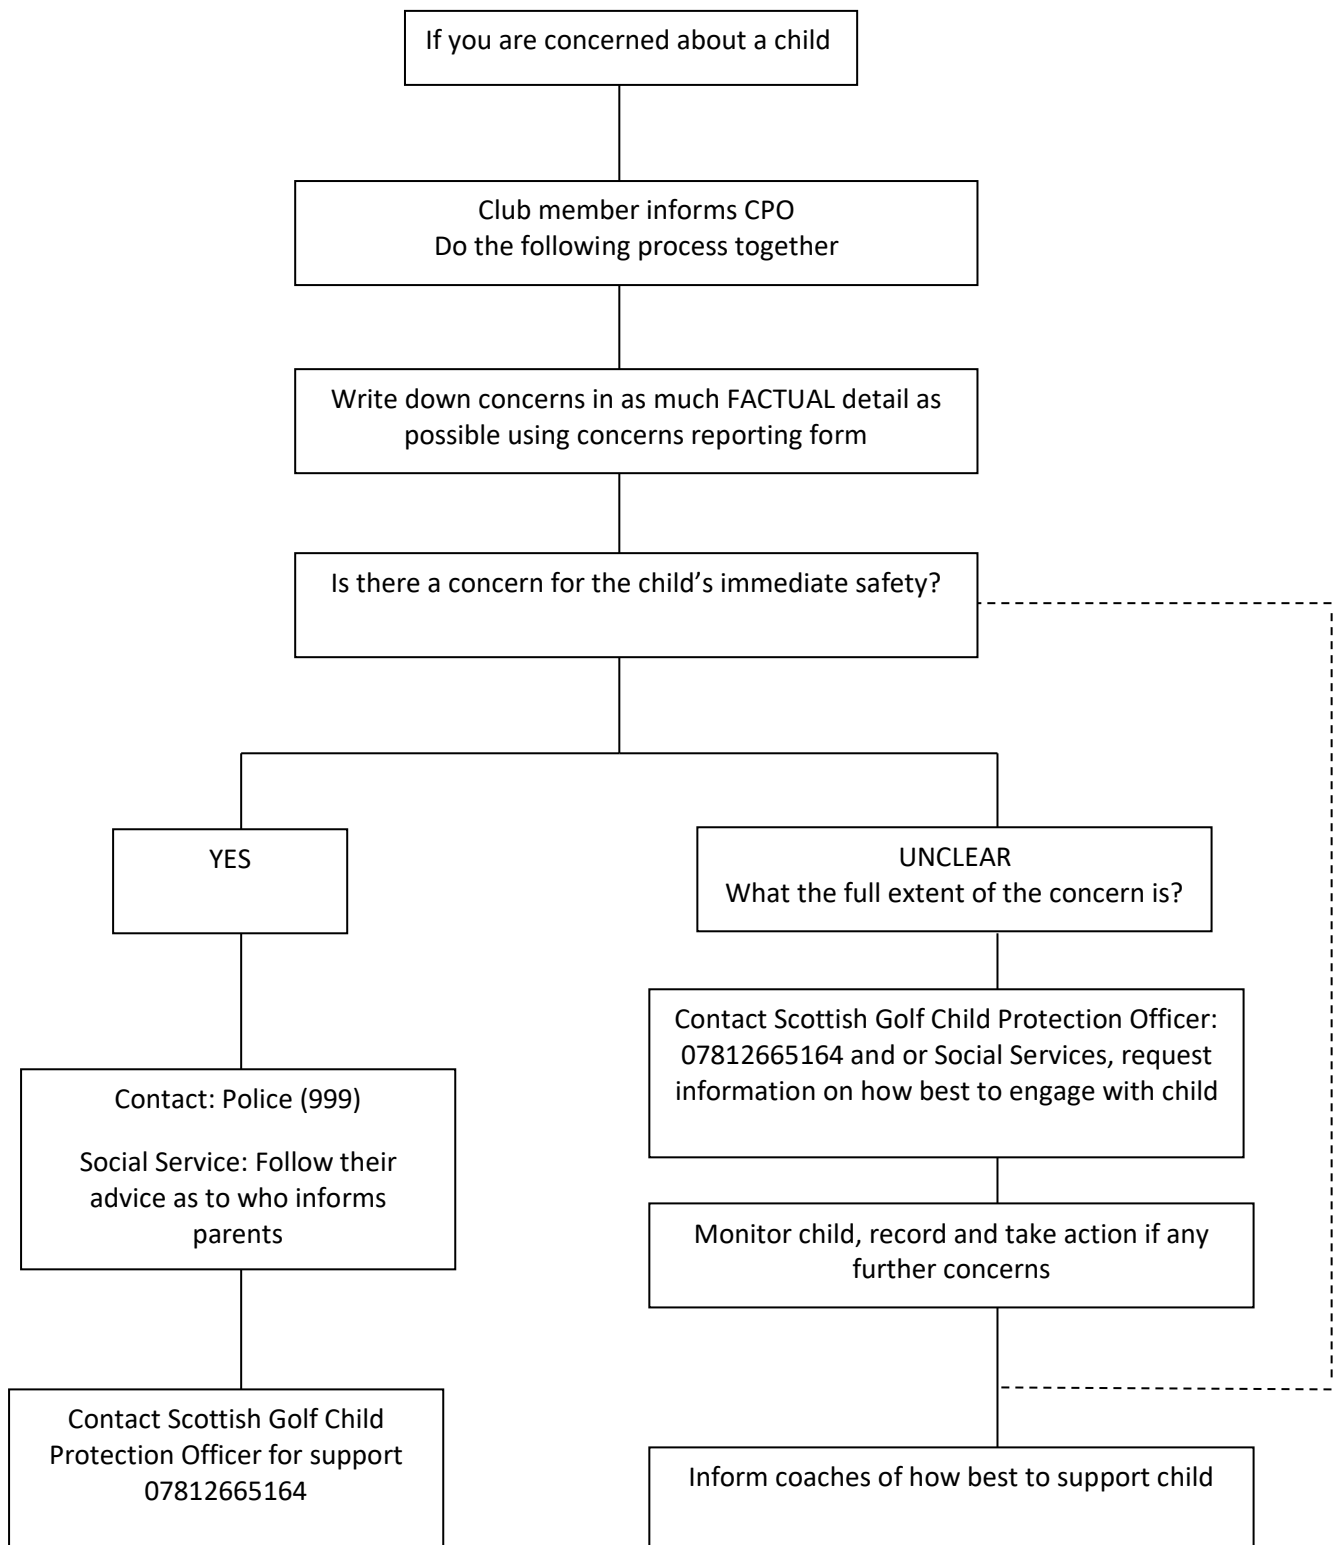 If you are concerned about a child
Club member informs CPO
Do the following process together
Write down concerns in as much FACTUAL detail as
possible using concerns reporting form
Is there a concern for the child’s immediate safety?
YES
UNCLEAR
What the full extent of the concern is?
Contact: Police (999)
Social Service: Follow their
advice as to who informs
parents
Contact Scottish Golf Child Protection Officer:
07812665164 and or Social Services, request
information on how best to engage with child
Monitor child, record and take action if any
further concerns
Contact Scottish Golf Child
Protection Officer for support
07812665164
Inform coaches of how best to support child